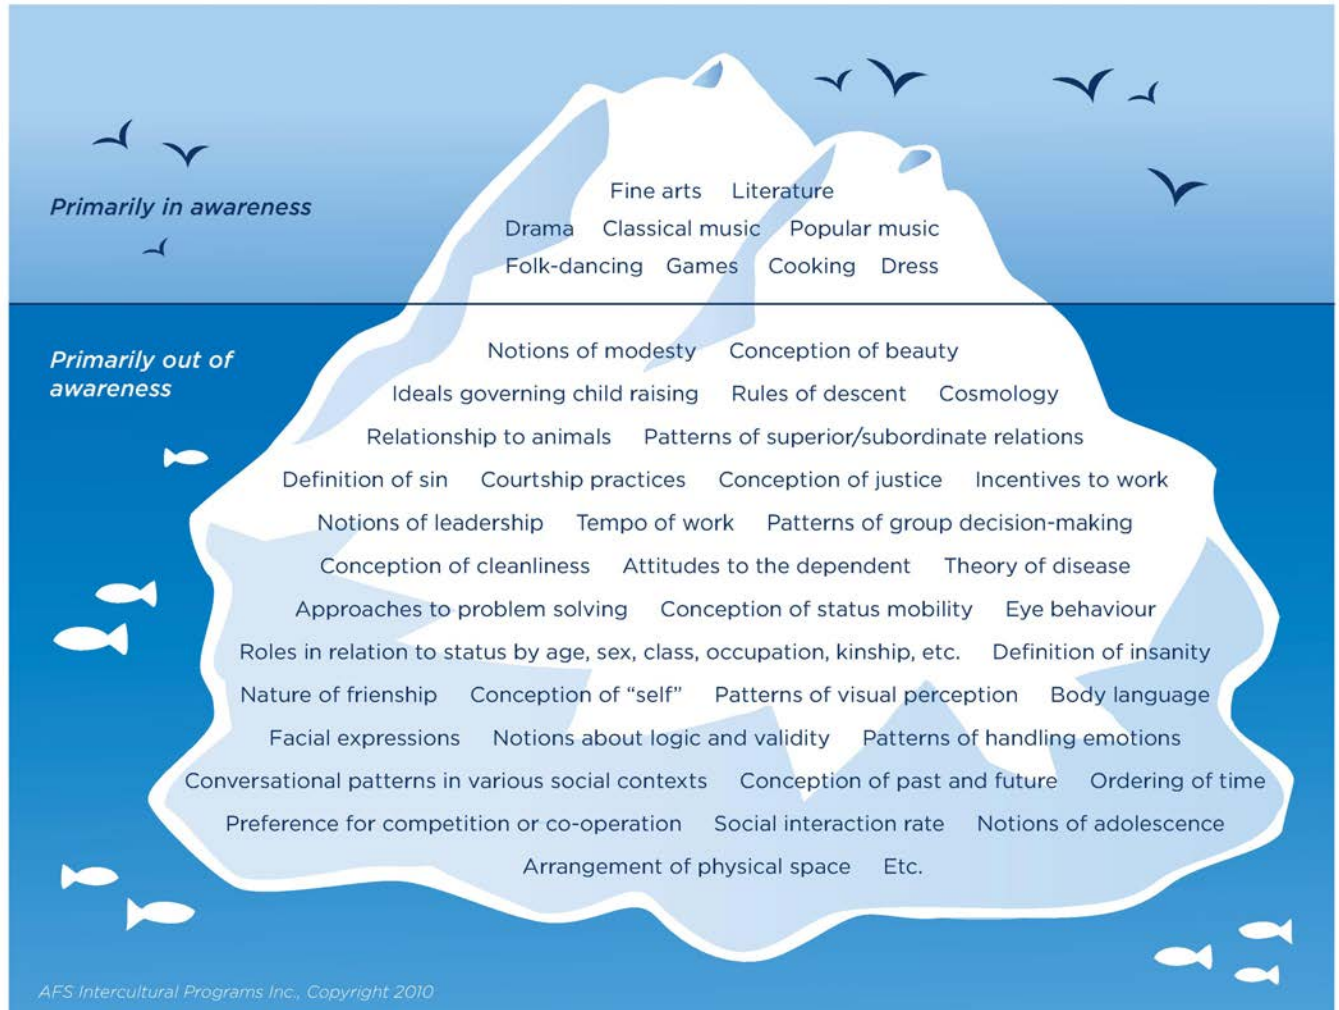 Primarily in awareness
Fine arts Literature
Drama Classical music Popular music
Folk-dancing Games Cooking Dress
Primarily out of
awareness
Notions of modesty Conception of beauty
Ideals governing child raising Rules of descent Cosmology
Relationship to animals Patterns of superior/subordinate relations
Definition of sin Courtship practices Conception of justice Incentives to work
Notions of leadership Tempo of work Patterns of group decision-making
Conception of cleanliness Attitudes to the dependent Theory of disease
Approaches to problem solving Conception of status mobility Eye behaviour
Roles in relation to status by age, sex, class, occupation, kinship, etc. Definition of insanity
Nature of frienship Conception of “self” Patterns of visual perception Body language
Facial expressions Notions about logic and validity Patterns of handling emotions
Conversational patterns in various social contexts Conception of past and future Ordering of time
Preference for competition or co-operation Social interaction rate Notions of adolescence
Arrangement of physical space Etc.
AFS Intercultural Programs Inc., Copyright 2010